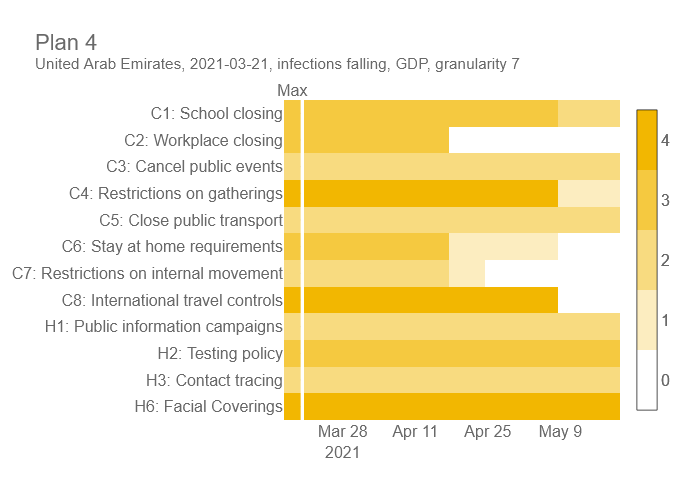 Plan 4
United Arab Emirates, 2021-03-21, infections falling, GDP, granularity 7
Max
C1: School closing
C2: Workplace closing
C3: Cancel public events
C4: Restrictions on gatherings
C5: Close public transport
C6: Stay at home requirements
C7: Restrictions on internal movement
C8: International travel controls
H1: Public information campaigns
H2: Testing policy
H3: Contact tracing
H6: Facial Coverings
4
3
2
1
0
Mar 28 Apr 11 Apr 25 May 9
2021